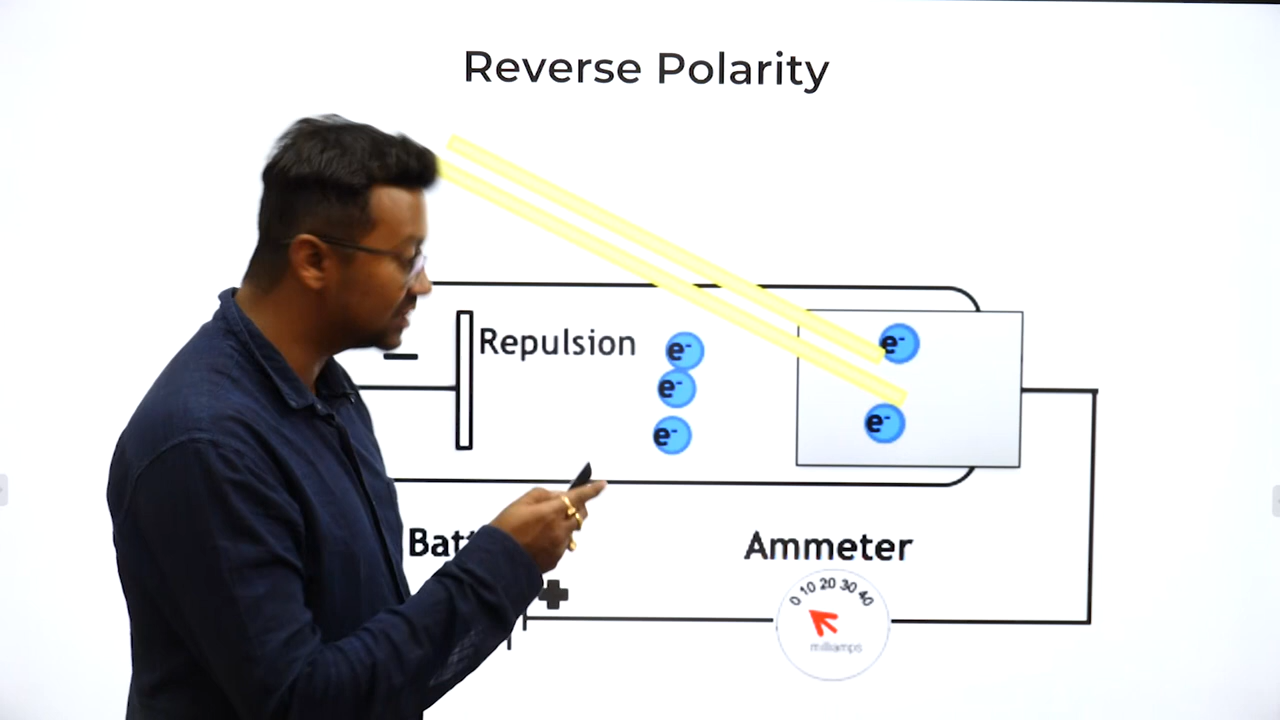 Reverse Polarity
−
Repulsion
e-
e-
e-
e-
e-
Batt
Ammeter
+
0 10 20 30 40
milliamps